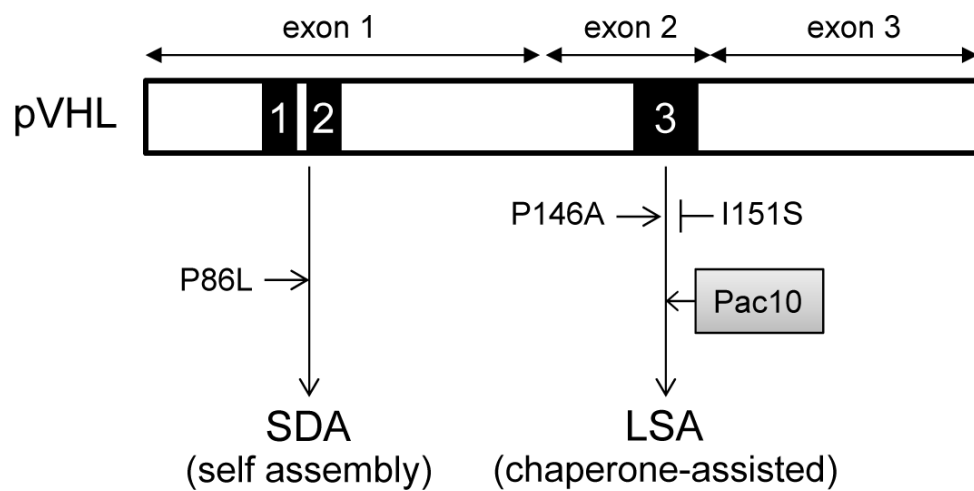 exon 1 exon 2 exon 3
pVHL 1 2 3
P146A I151S
P86L
Pac10
SDA LSA
(self assembly) (chaperone-assisted)